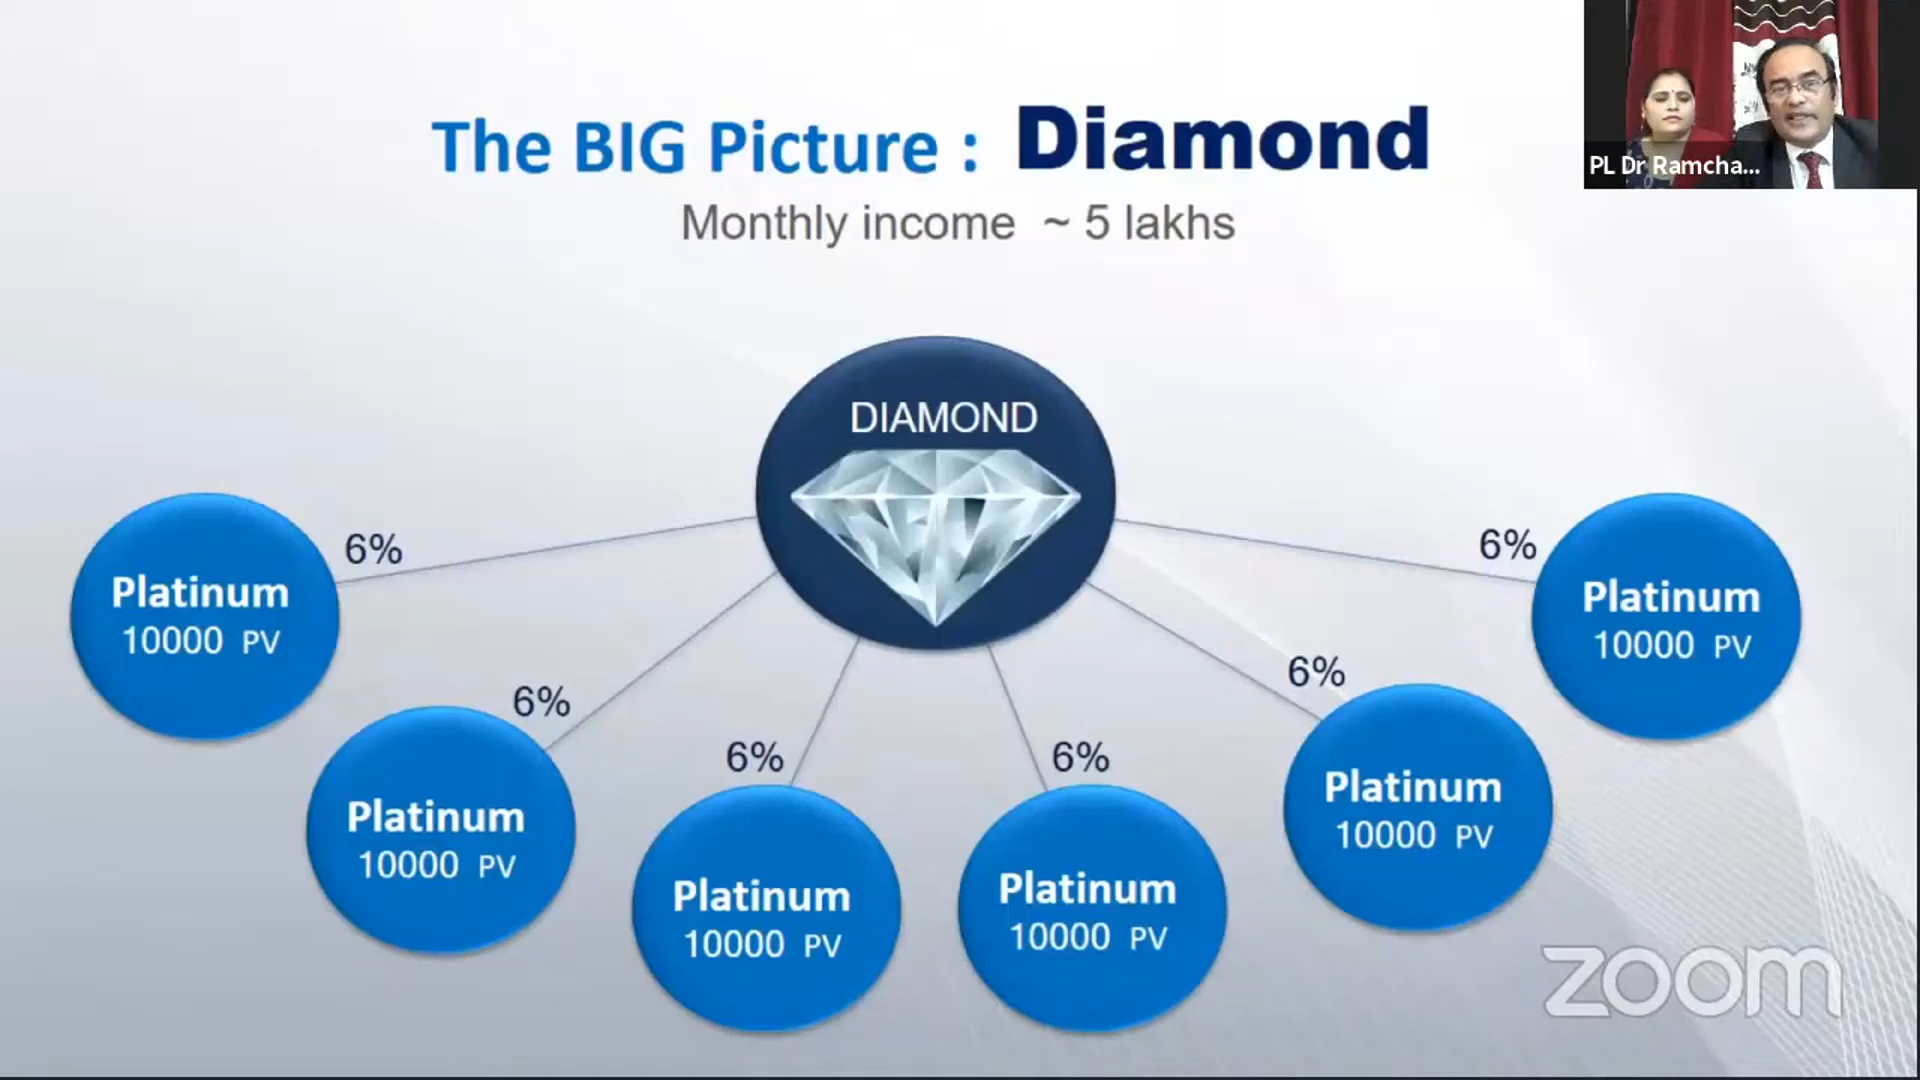 The BIG Picture : Diamond
Monthly income ~ 5 lakhs
PL Dr Ramcha...
DIAMOND
6%
Platinum
10000 PV
6%
Platinum
10000 PV
6%
Platinum
10000 PV
6%
Platinum
10000 PV
6%
Platinum
10000 PV
6%
Platinum
10000 PV
zoom